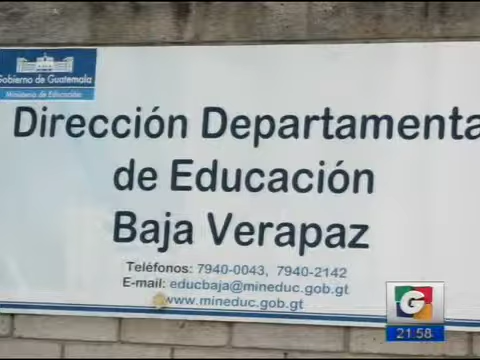 Gobierno de Guatemala
Ministerio de Educación
Dirección Departamenta
de Educación
Baja Verapaz
Teléfonos: 7940-0043, 7940-2142
E-mail: educbaja@mineduc.gob.gt
www.mineduc.gob.gt
G
21:58